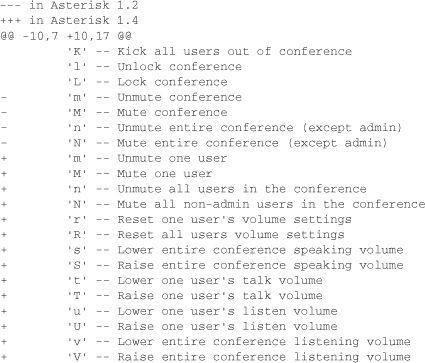 --- in Asterisk 1.2
+++ in Asterisk 1.4
@@ -10,7 +10,17 @@
         'K' -- Kick all users out of conference
         'l' -- Unlock conference
         'L' -- Lock conference
-        'm' -- Unmute conference
-        'M' -- Mute conference
-        'n' -- Unmute entire conference (except admin)
-        'N' -- Mute entire conference (except admin)
+        'm' -- Unmute one user
+        'M' -- Mute one user
+        'n' -- Unmute all users in the conference
+        'N' -- Mute all non-admin users in the conference
+        'r' -- Reset one user's volume settings
+        'R' -- Reset all users volume settings
+        's' -- Lower entire conference speaking volume
+        'S' -- Raise entire conference speaking volume
+        't' -- Lower one user's talk volume
+        'T' -- Raise one user's talk volume
+        'u' -- Lower one user's listen volume
+        'U' -- Raise one user's listen volume
+        'v' -- Lower entire conference listening volume
+        'V' -- Raise entire conference listening volume